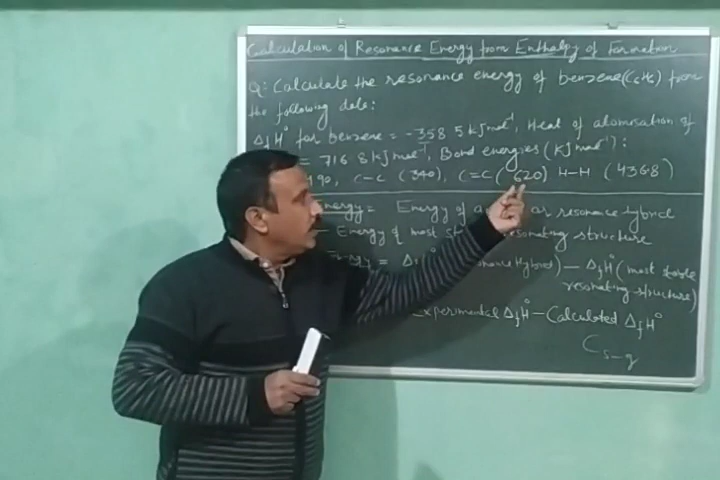 Calculation of Resonance Energy from Enthalpy of Formation
Q: Calculate the resonance energy of benzene(C6H6) from
the following data:
ΔfH° for benzene = -358 5 kJ mol⁻¹, Heat of atomisation of
= 716 8 kJ mol⁻¹, Bond energies (kJ mol⁻¹):
490, C-C (340), C=C (620) H-H (436.8)
Energy = Energy of or resonance hybrid
- Energy of most resonating structure
= ΔfH° Hybrid) - ΔfH° (most stable
resonating structure)
Experimental ΔfH° - Calculated ΔfH°
Cs-g